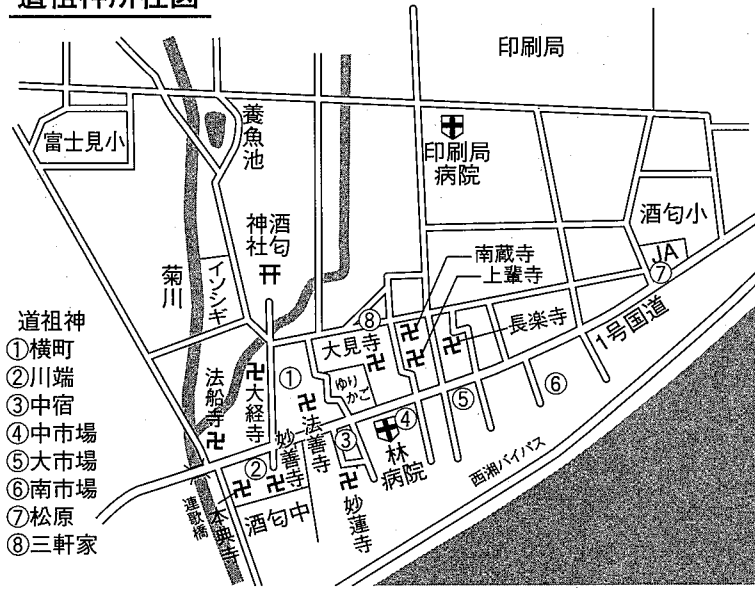 道祖神所在図
印刷局
富士見小
養魚池
印刷局
病院
酒匂小
酒匂
神社
南蔵寺
上輩寺
JA
⑦
菊川
イソシギ
⑧
長楽寺
1号国道
大見寺
道祖神
①横町
②川端
③中宿
④中市場
⑤大市場
⑥南市場
⑦松原
⑧三軒家
法船寺
大経寺
①
ゆり
かご
④
⑤
⑥
法善寺
妙善寺
③
林
病院
西湘バイパス
②
妙蓮寺
連歌橋
本典寺
酒匂中